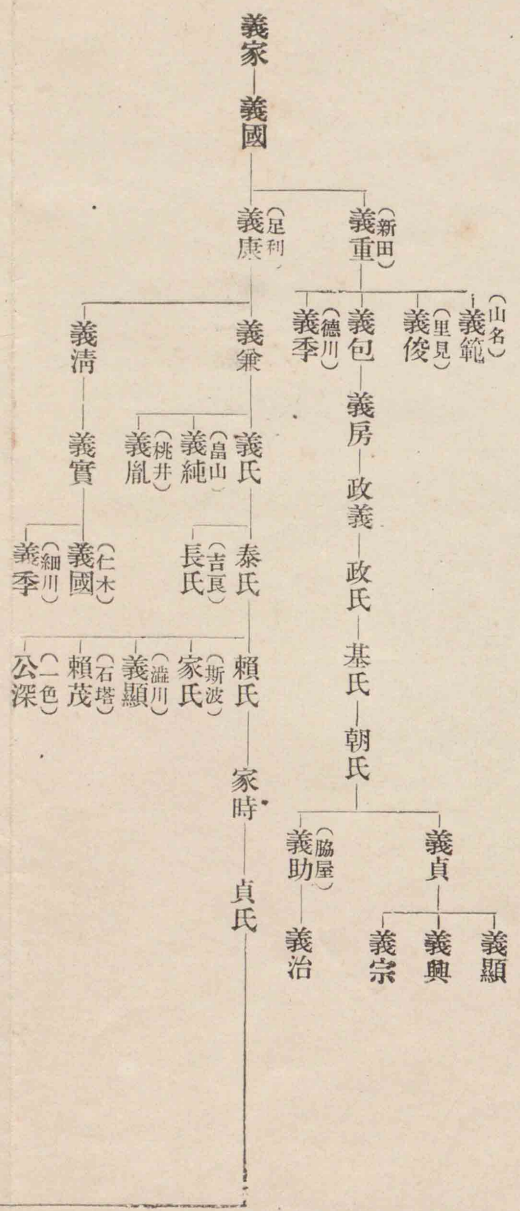 義家
義國
（新田）
義重
（山名）
義範
（里見）
義俊
義包
（德川）
義季
義房
政義
政氏
基氏
朝氏
義貞
義顯
義興
義宗
（脇屋）
義助
義治
（足利）
義康
義兼
義氏
（畠山）
義純
（桃井）
義胤
泰氏
（吉良）
長氏
賴氏
（斯波）
家氏
（澁川）
義顯
（石塔）
賴茂
（一色）
公深
家時
貞氏
義淸
義實
（仁木）
義國
（細川）
義季